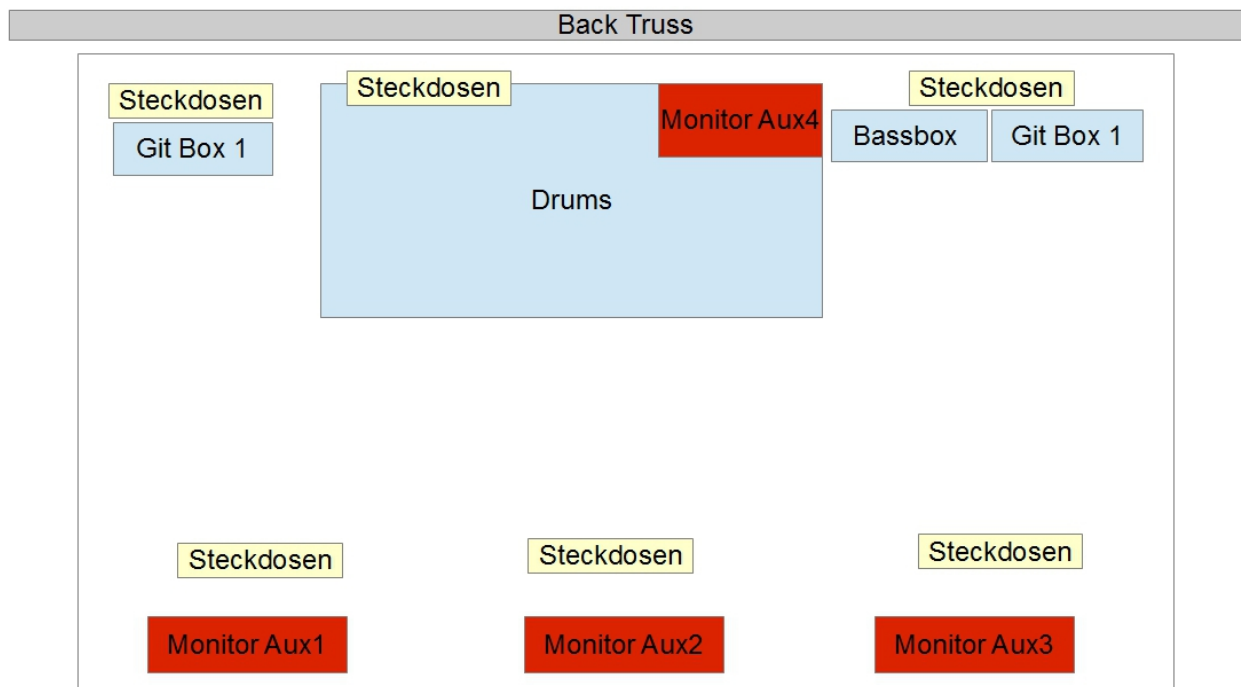 Back Truss
Steckdosen
Steckdosen
Steckdosen
Git Box 1
Monitor Aux4
Bassbox
Git Box 1
Drums
Steckdosen
Steckdosen
Steckdosen
Monitor Aux1
Monitor Aux2
Monitor Aux3